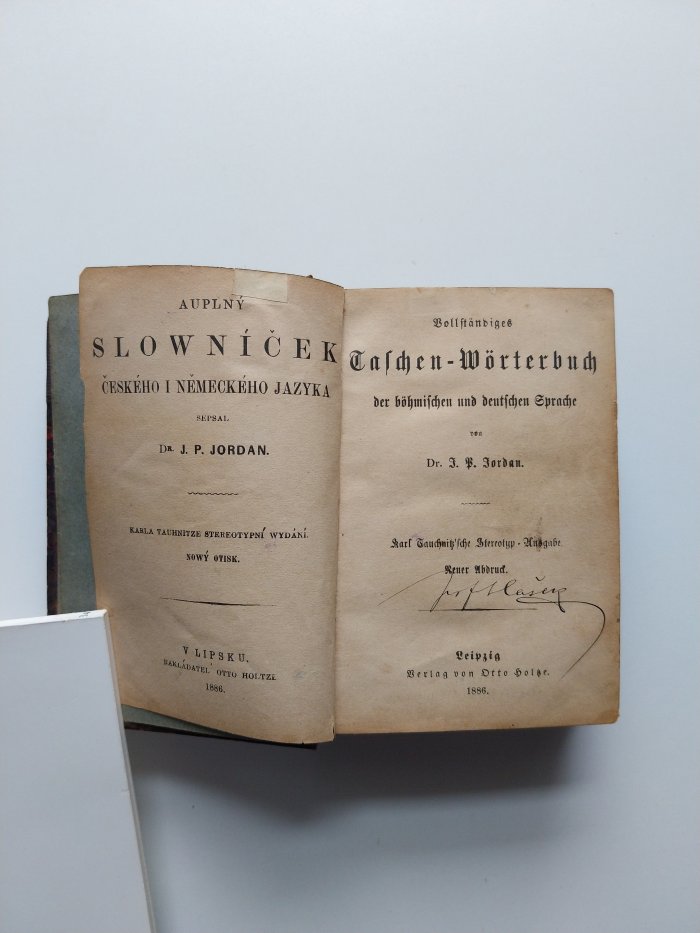 AUPLNÝ
SLOWNÍČEK
ČESKÉHO I NĚMECKÉHO JAZYKA
SEPSAL
DR. J. P. JORDAN.
KARLA TAUHNITZE STEREOTYPNÍ WYDÁNÍ.
NOWÝ OTISK.
V LIPSKU.
NAKLÁDATEL OTTO HOLTZE.
1886.
Vollständiges
Taschen-Wörterbuch
der böhmischen und deutschen Sprache
von
Dr. J. P. Jordan.
Karl Tauchnitz'sche Stereotyp-Ausgabe.
Neuer Abdruck.
Leipzig
Verlag von Otto Holtze.
1886.